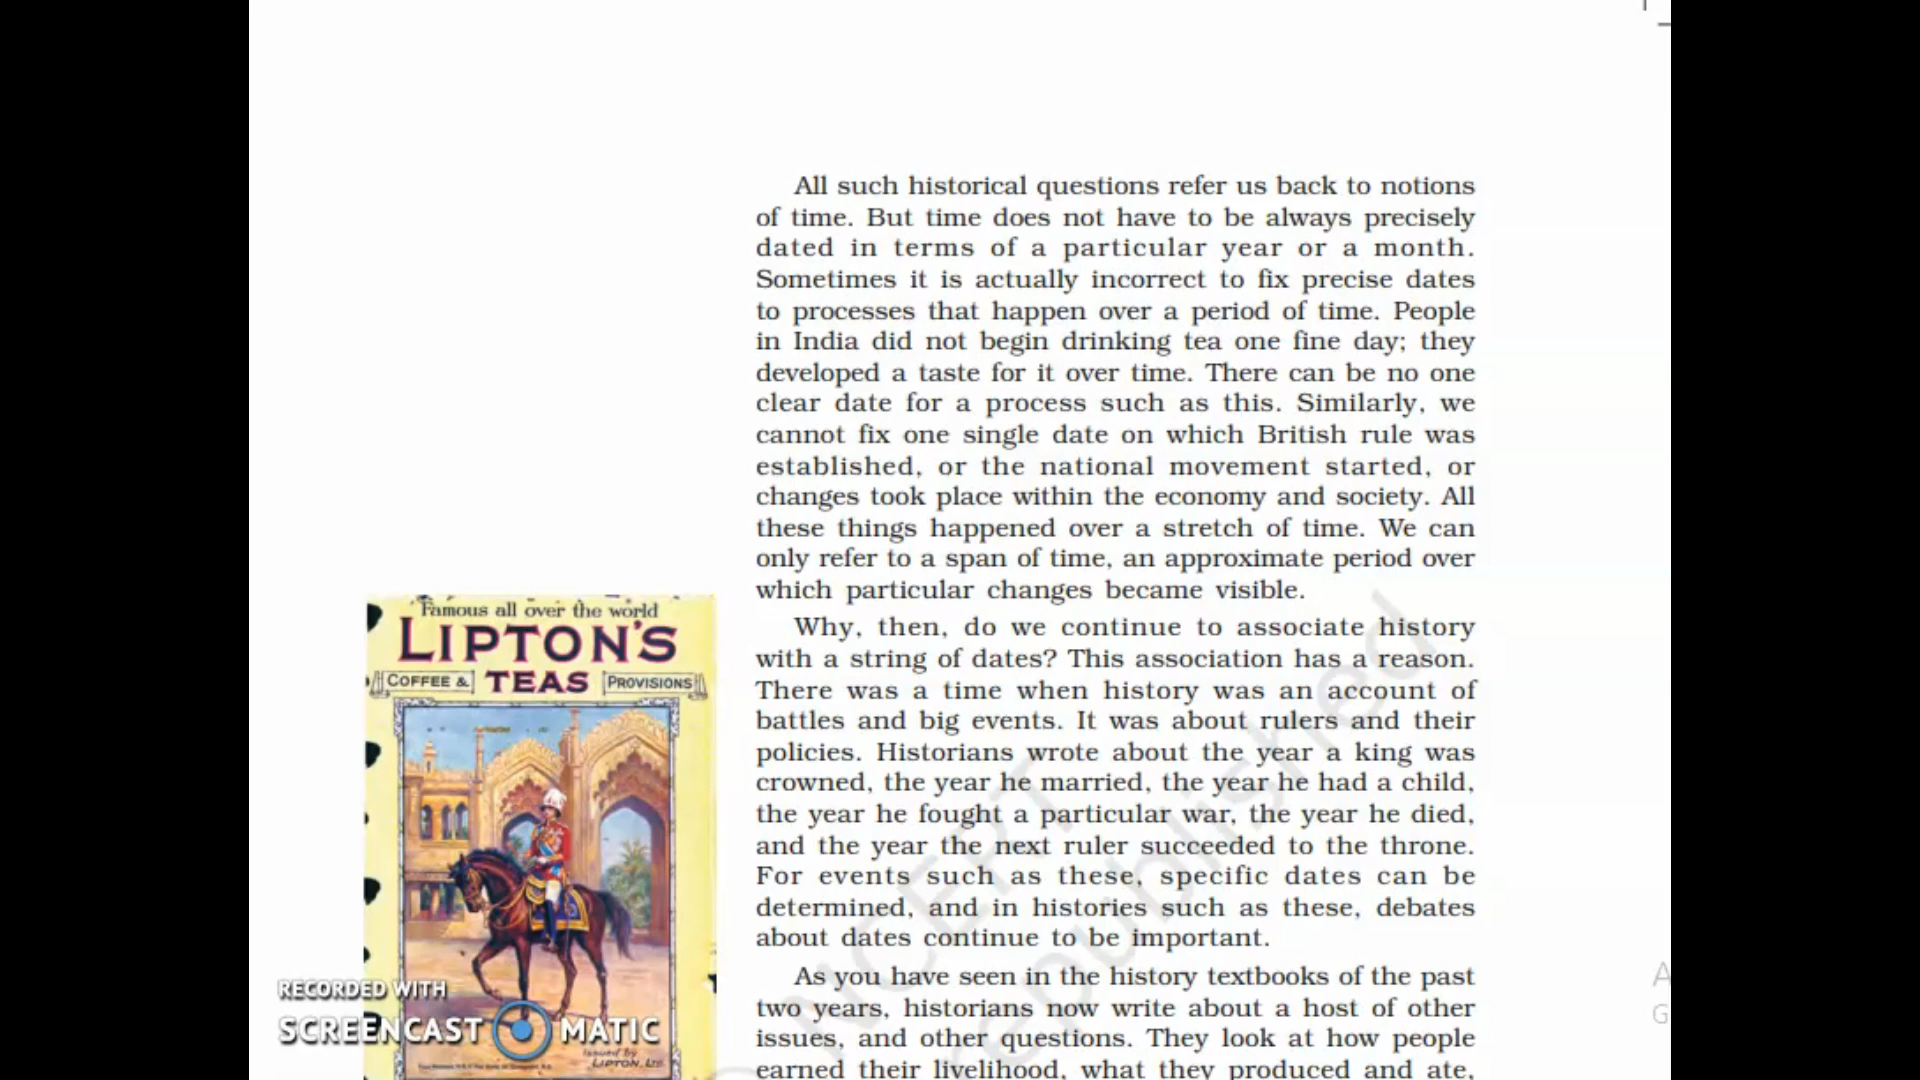 All such historical questions refer us back to notions
of time. But time does not have to be always precisely
dated in terms of a particular year or a month.
Sometimes it is actually incorrect to fix precise dates
to processes that happen over a period of time. People
in India did not begin drinking tea one fine day; they
developed a taste for it over time. There can be no one
clear date for a process such as this. Similarly, we
cannot fix one single date on which British rule was
established, or the national movement started, or
changes took place within the economy and society. All
these things happened over a stretch of time. We can
only refer to a span of time, an approximate period over
which particular changes became visible.
Why, then, do we continue to associate history
with a string of dates? This association has a reason.
There was a time when history was an account of
battles and big events. It was about rulers and their
policies. Historians wrote about the year a king was
crowned, the year he married, the year he had a child,
the year he fought a particular war, the year he died,
and the year the next ruler succeeded to the throne.
For events such as these, specific dates can be
determined, and in histories such as these, debates
about dates continue to be important.
As you have seen in the history textbooks of the past
two years, historians now write about a host of other
issues, and other questions. They look at how people
earned their livelihood, what they produced and ate,
Famous all over the world
LIPTON'S
COFFEE & TEAS PROVISIONS
Issued by
LIPTON, LTD
RECORDED WITH
SCREENCAST MATIC
NCERT
republished